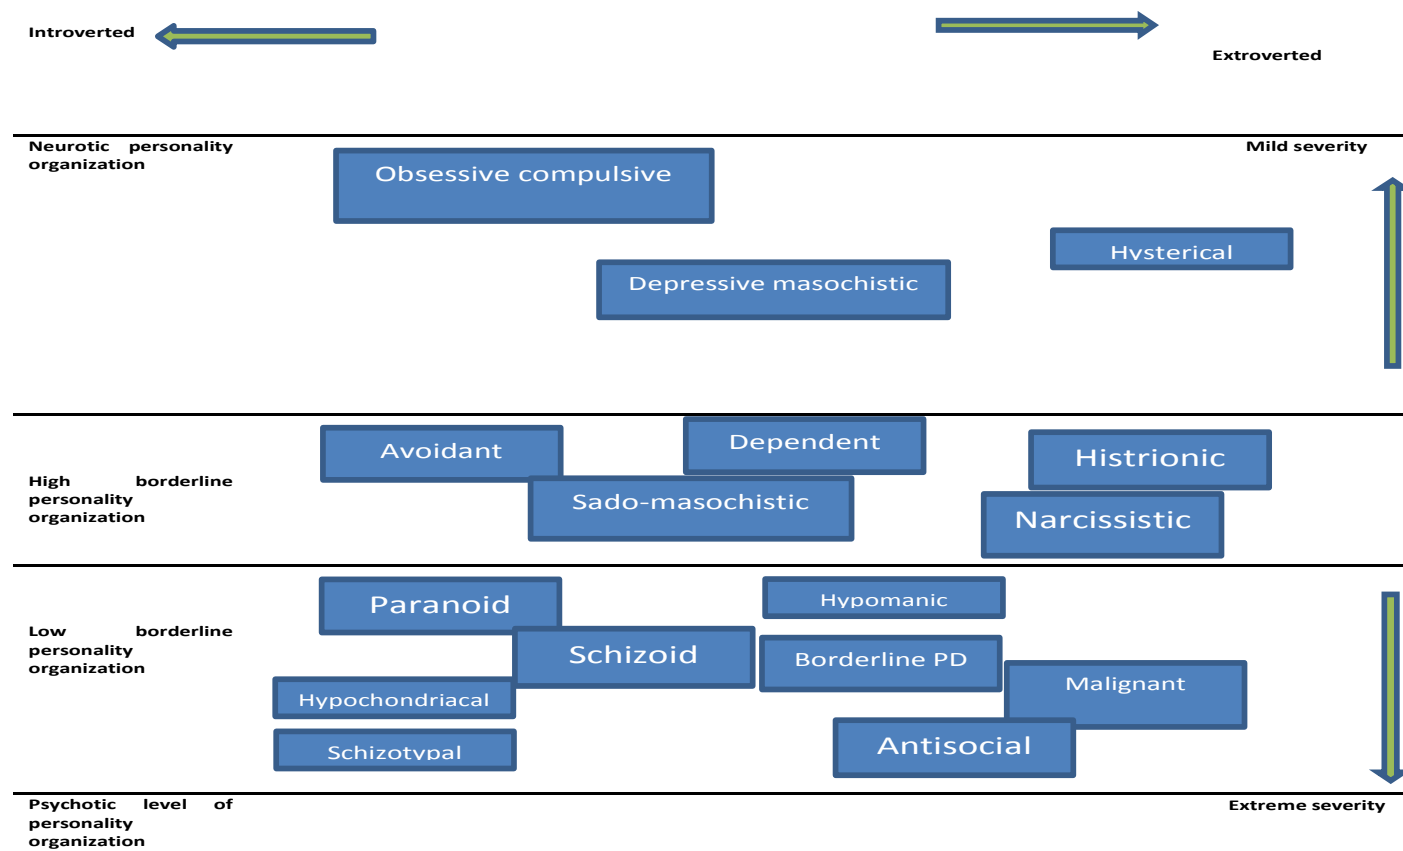 Introverted
Extroverted
Neurotic personality
organization
Mild severity
Obsessive compulsive
Hysterical
Depressive masochistic
Avoidant
Dependent
Histrionic
High borderline
personality
organization
Sado-masochistic
Narcissistic
Paranoid
Hypomanic
Low borderline
personality
organization
Schizoid
Borderline PD
Malignant
Hypochondriacal
Antisocial
Schizotypal
Psychotic level of
personality
organization
Extreme severity